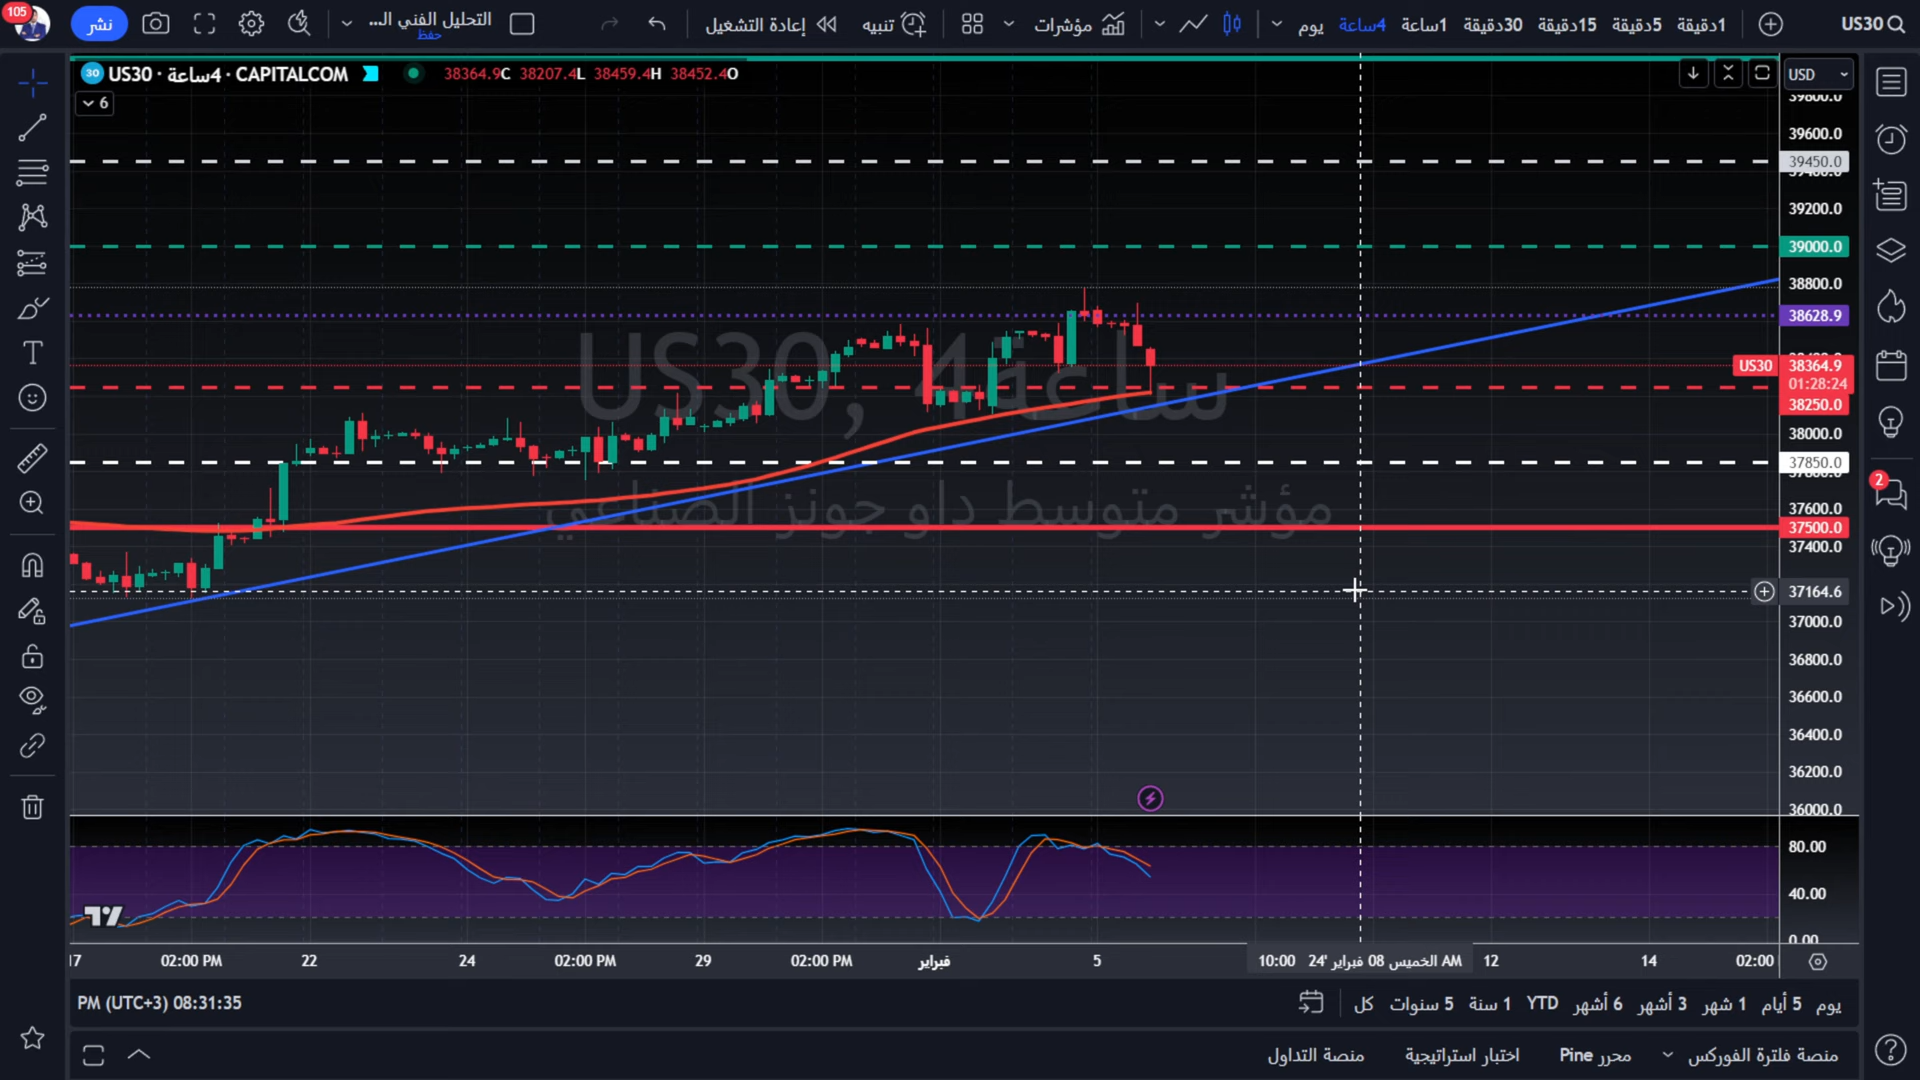 105
نشر
التحليل الفني الـ...
حفظ
إعادة التشغيل
تنبيه
مؤشرات
يوم
4ساعة
1ساعة
30دقيقة
15دقيقة
5دقيقة
1دقيقة
US30
30 US30 · 4ساعة · CAPITALCOM
38364.9C 38207.4L 38459.4H 38452.4O
6
USD
39800.0
39600.0
39450.0
39400.0
39200.0
39000.0
38800.0
38628.9
US30 38364.9
01:28:24
38250.0
38000.0
37850.0
37600.0
37500.0
37400.0
37164.6
37000.0
36800.0
36600.0
36400.0
36200.0
36000.0
US30, 4ساعة
مؤشر متوسط داو جونز الصناعي
2
80.00
40.00
0.00
17
02:00 PM
22
24
02:00 PM
29
02:00 PM
فبراير
5
10:00 الخميس 08 فبراير '24 AM
12
14
02:00
PM (UTC+3) 08:31:35
كل
5 سنوات
1 سنة
YTD
6 أشهر
3 أشهر
1 شهر
5 أيام
يوم
منصة التداول
اختبار استراتيجية
محرر Pine
منصة فلترة الفوركس